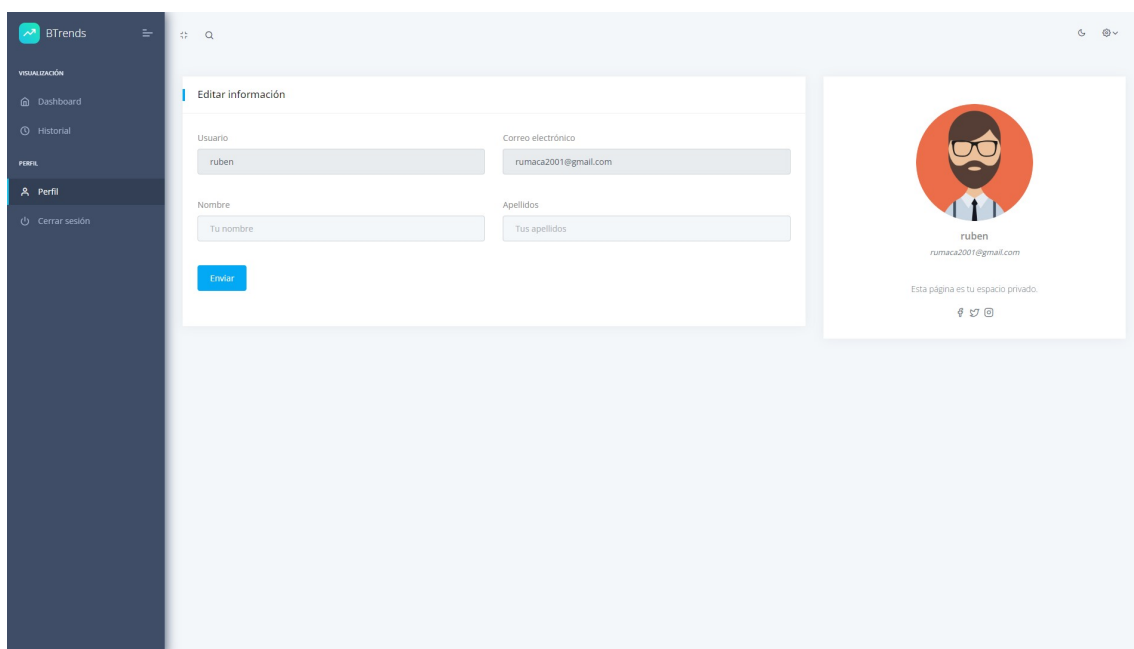 BTrends
VISUALIZACIÓN
Dashboard
Historial
PERFIL
Perfil
Cerrar sesión
Editar información
Usuario
Correo electrónico
ruben
rumaca2001@gmail.com
Nombre
Apellidos
Tu nombre
Tus apellidos
Enviar
ruben
rumaca2001@gmail.com
Esta página es tu espacio privado.